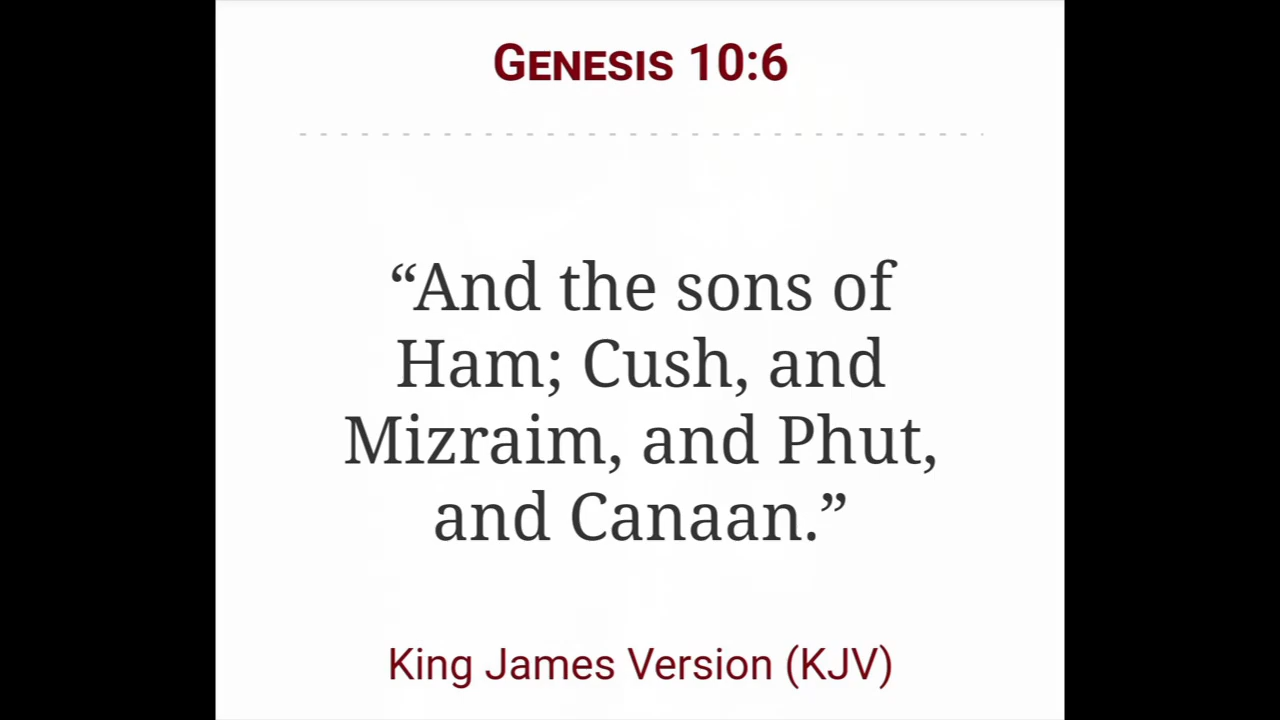 Genesis 10:6
“And the sons of
Ham; Cush, and
Mizraim, and Phut,
and Canaan.”
King James Version (KJV)